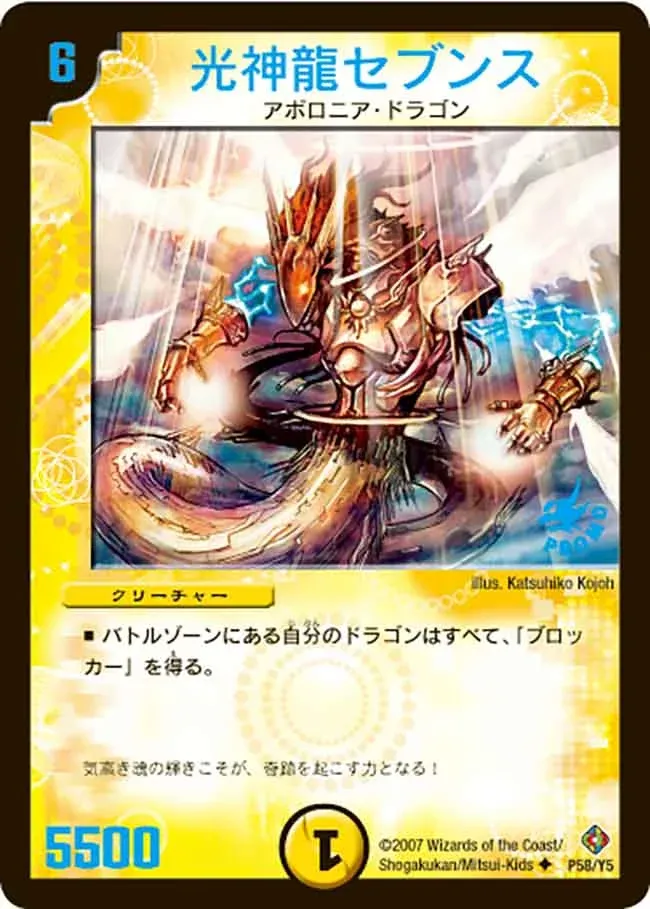 6
光神龍セブンス
アポロニア・ドラゴン
PROMO
illus. Katsuhiko Kojoh
クリーチャー
■ バトルゾーンにある自分のドラゴンはすべて、「ブロッ
カー」を得る。
気高き魂の輝きこそが、奇跡を起こす力となる！
5500
1
©2007 Wizards of the Coast/
Shogakukan/Mitsui-Kids
P58/Y5